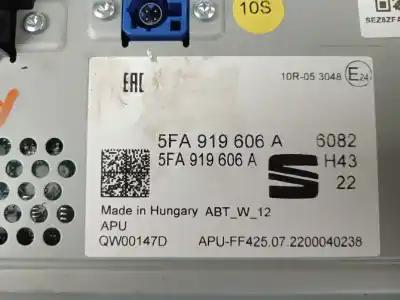 10S
SEZ8ZFA
EAC
10R-05 3048 E24
5FA 919 606 A 6082
5FA 919 606 A H43
22
Made in Hungary ABT_W_12
APU
QW00147D APU-FF425.07.2200040238